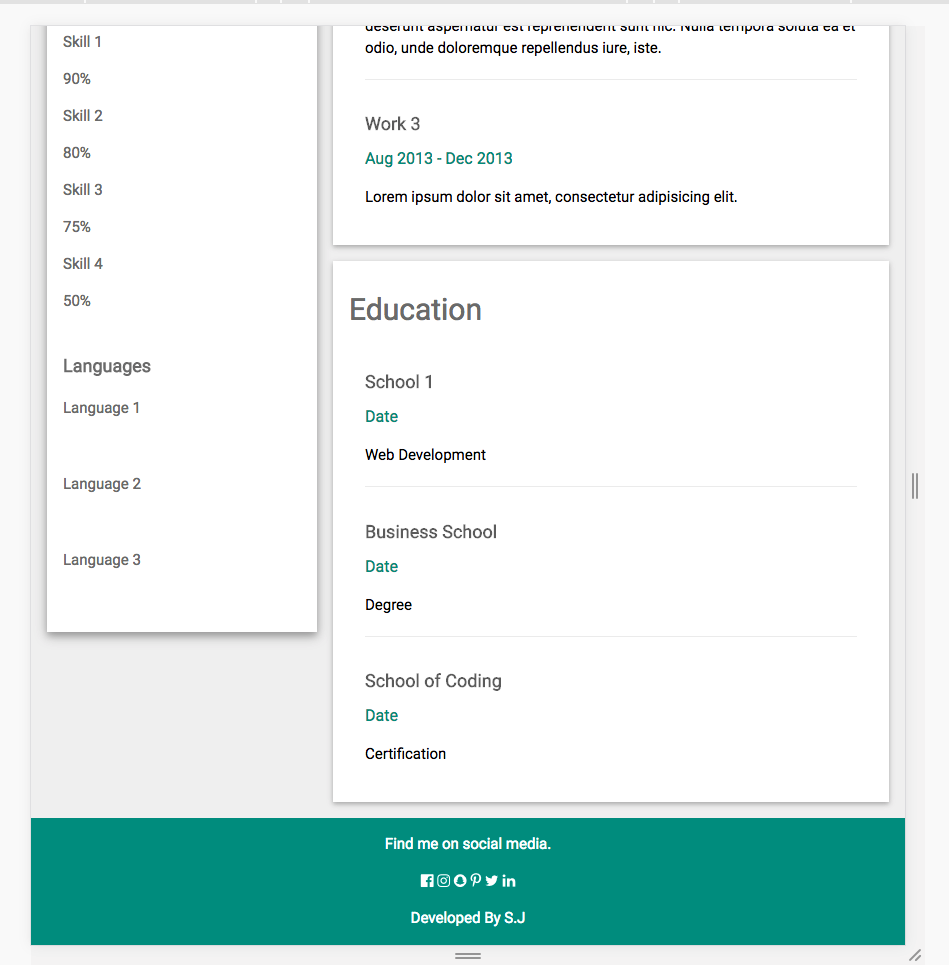 Skill 1
90%
Skill 2
80%
Skill 3
75%
Skill 4
50%
Languages
Language 1
Language 2
Language 3
deserunt aspernatur est reprehenderit sunt hic. Nulla tempora soluta ea et
odio, unde doloremque repellendus iure, iste.
Work 3
Aug 2013 - Dec 2013
Lorem ipsum dolor sit amet, consectetur adipisicing elit.
Education
School 1
Date
Web Development
Business School
Date
Degree
School of Coding
Date
Certification
Find me on social media.
Developed By S.J